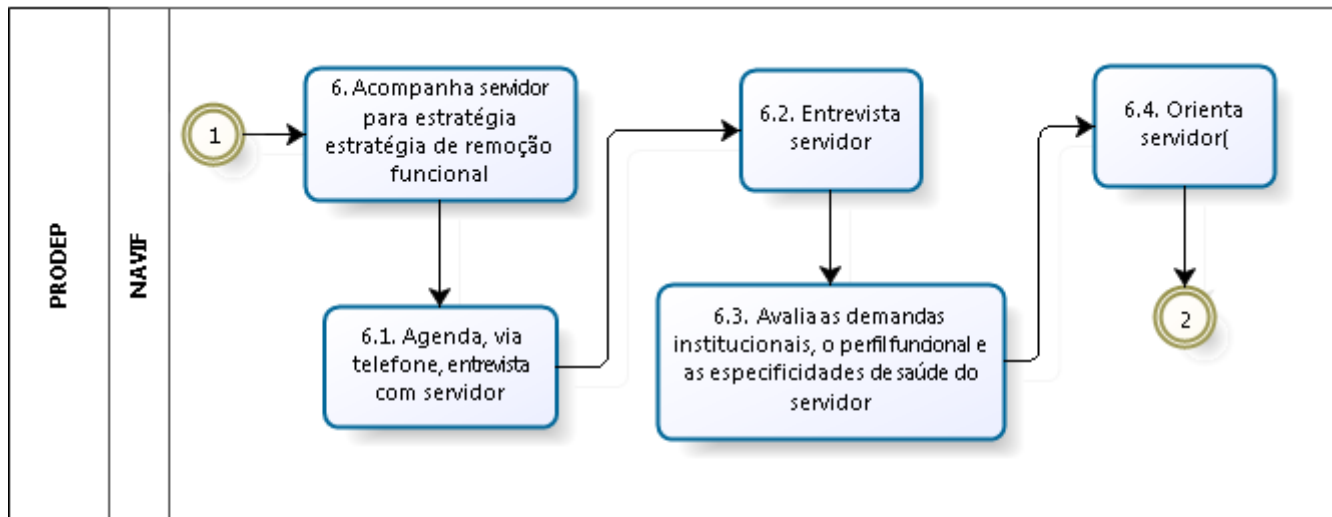 PRODEP
NAVIF
1
6. Acompanha servidor
para estratégia
estratégia de remoção
funcional
6.1. Agenda, via
telefone, entrevista
com servidor
6.2. Entrevista
servidor
6.3. Avalia as demandas
institucionais, o perfil funcional e
as especificidades de saúde do
servidor
6.4. Orienta
servidor(
2